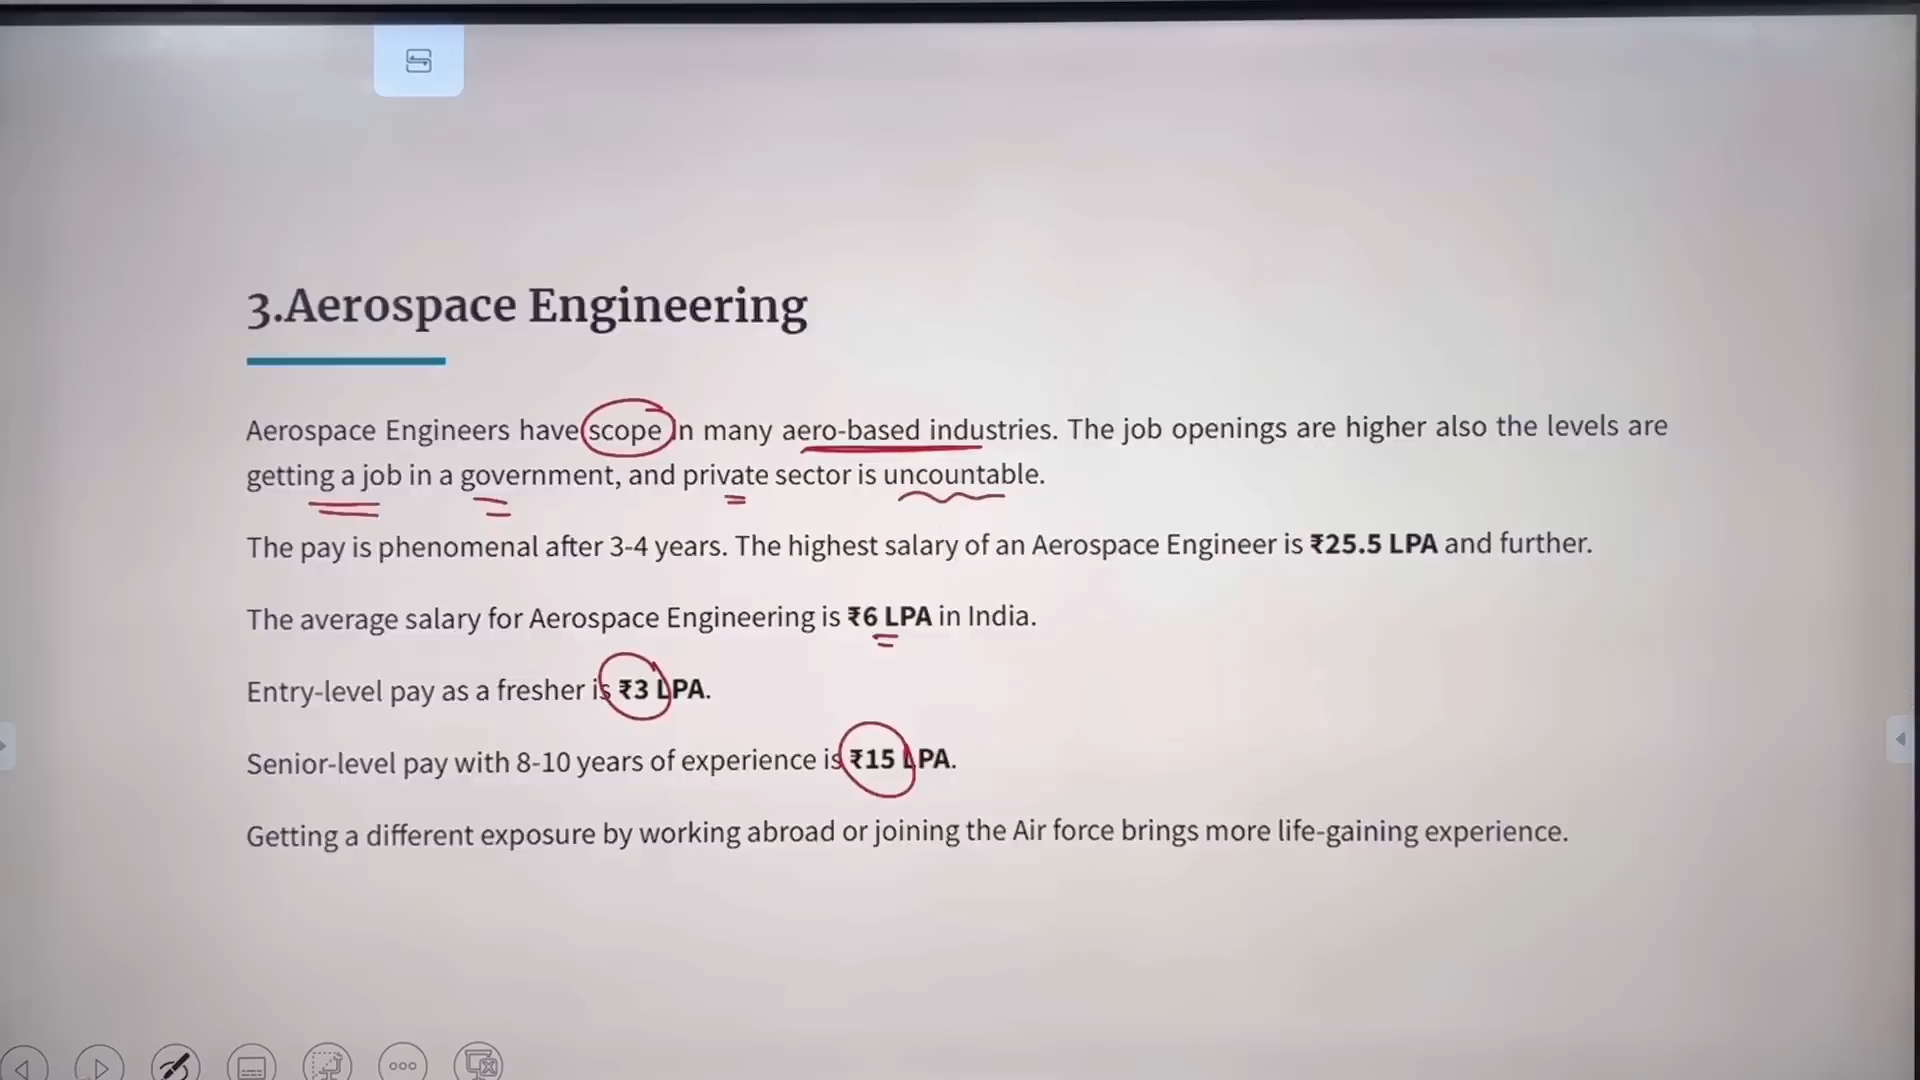 3.Aerospace Engineering
Aerospace Engineers have scope in many aero-based industries. The job openings are higher also the levels are
getting a job in a government, and private sector is uncountable.
The pay is phenomenal after 3-4 years. The highest salary of an Aerospace Engineer is ₹25.5 LPA and further.
The average salary for Aerospace Engineering is ₹6 LPA in India.
Entry-level pay as a fresher is ₹3 LPA.
Senior-level pay with 8-10 years of experience is ₹15 LPA.
Getting a different exposure by working abroad or joining the Air force brings more life-gaining experience.